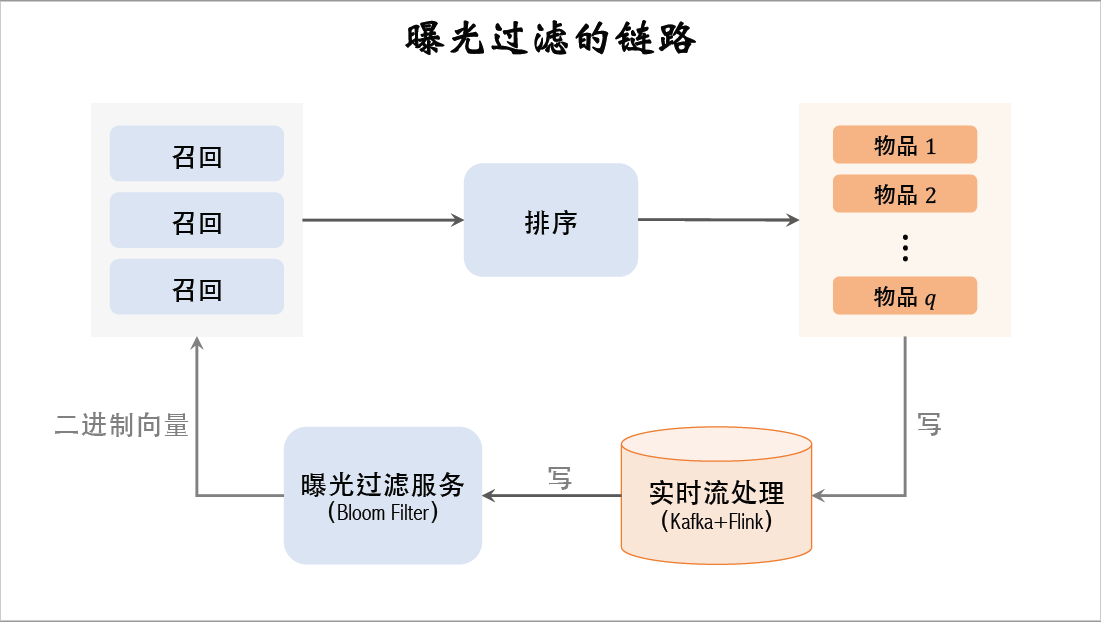 曝光过滤的链路
召回
召回
召回
排序
物品 1
物品 2
⋮
物品 q
二进制向量
曝光过滤服务
(Bloom Filter)
写
实时流处理
(Kafka+Flink)
写